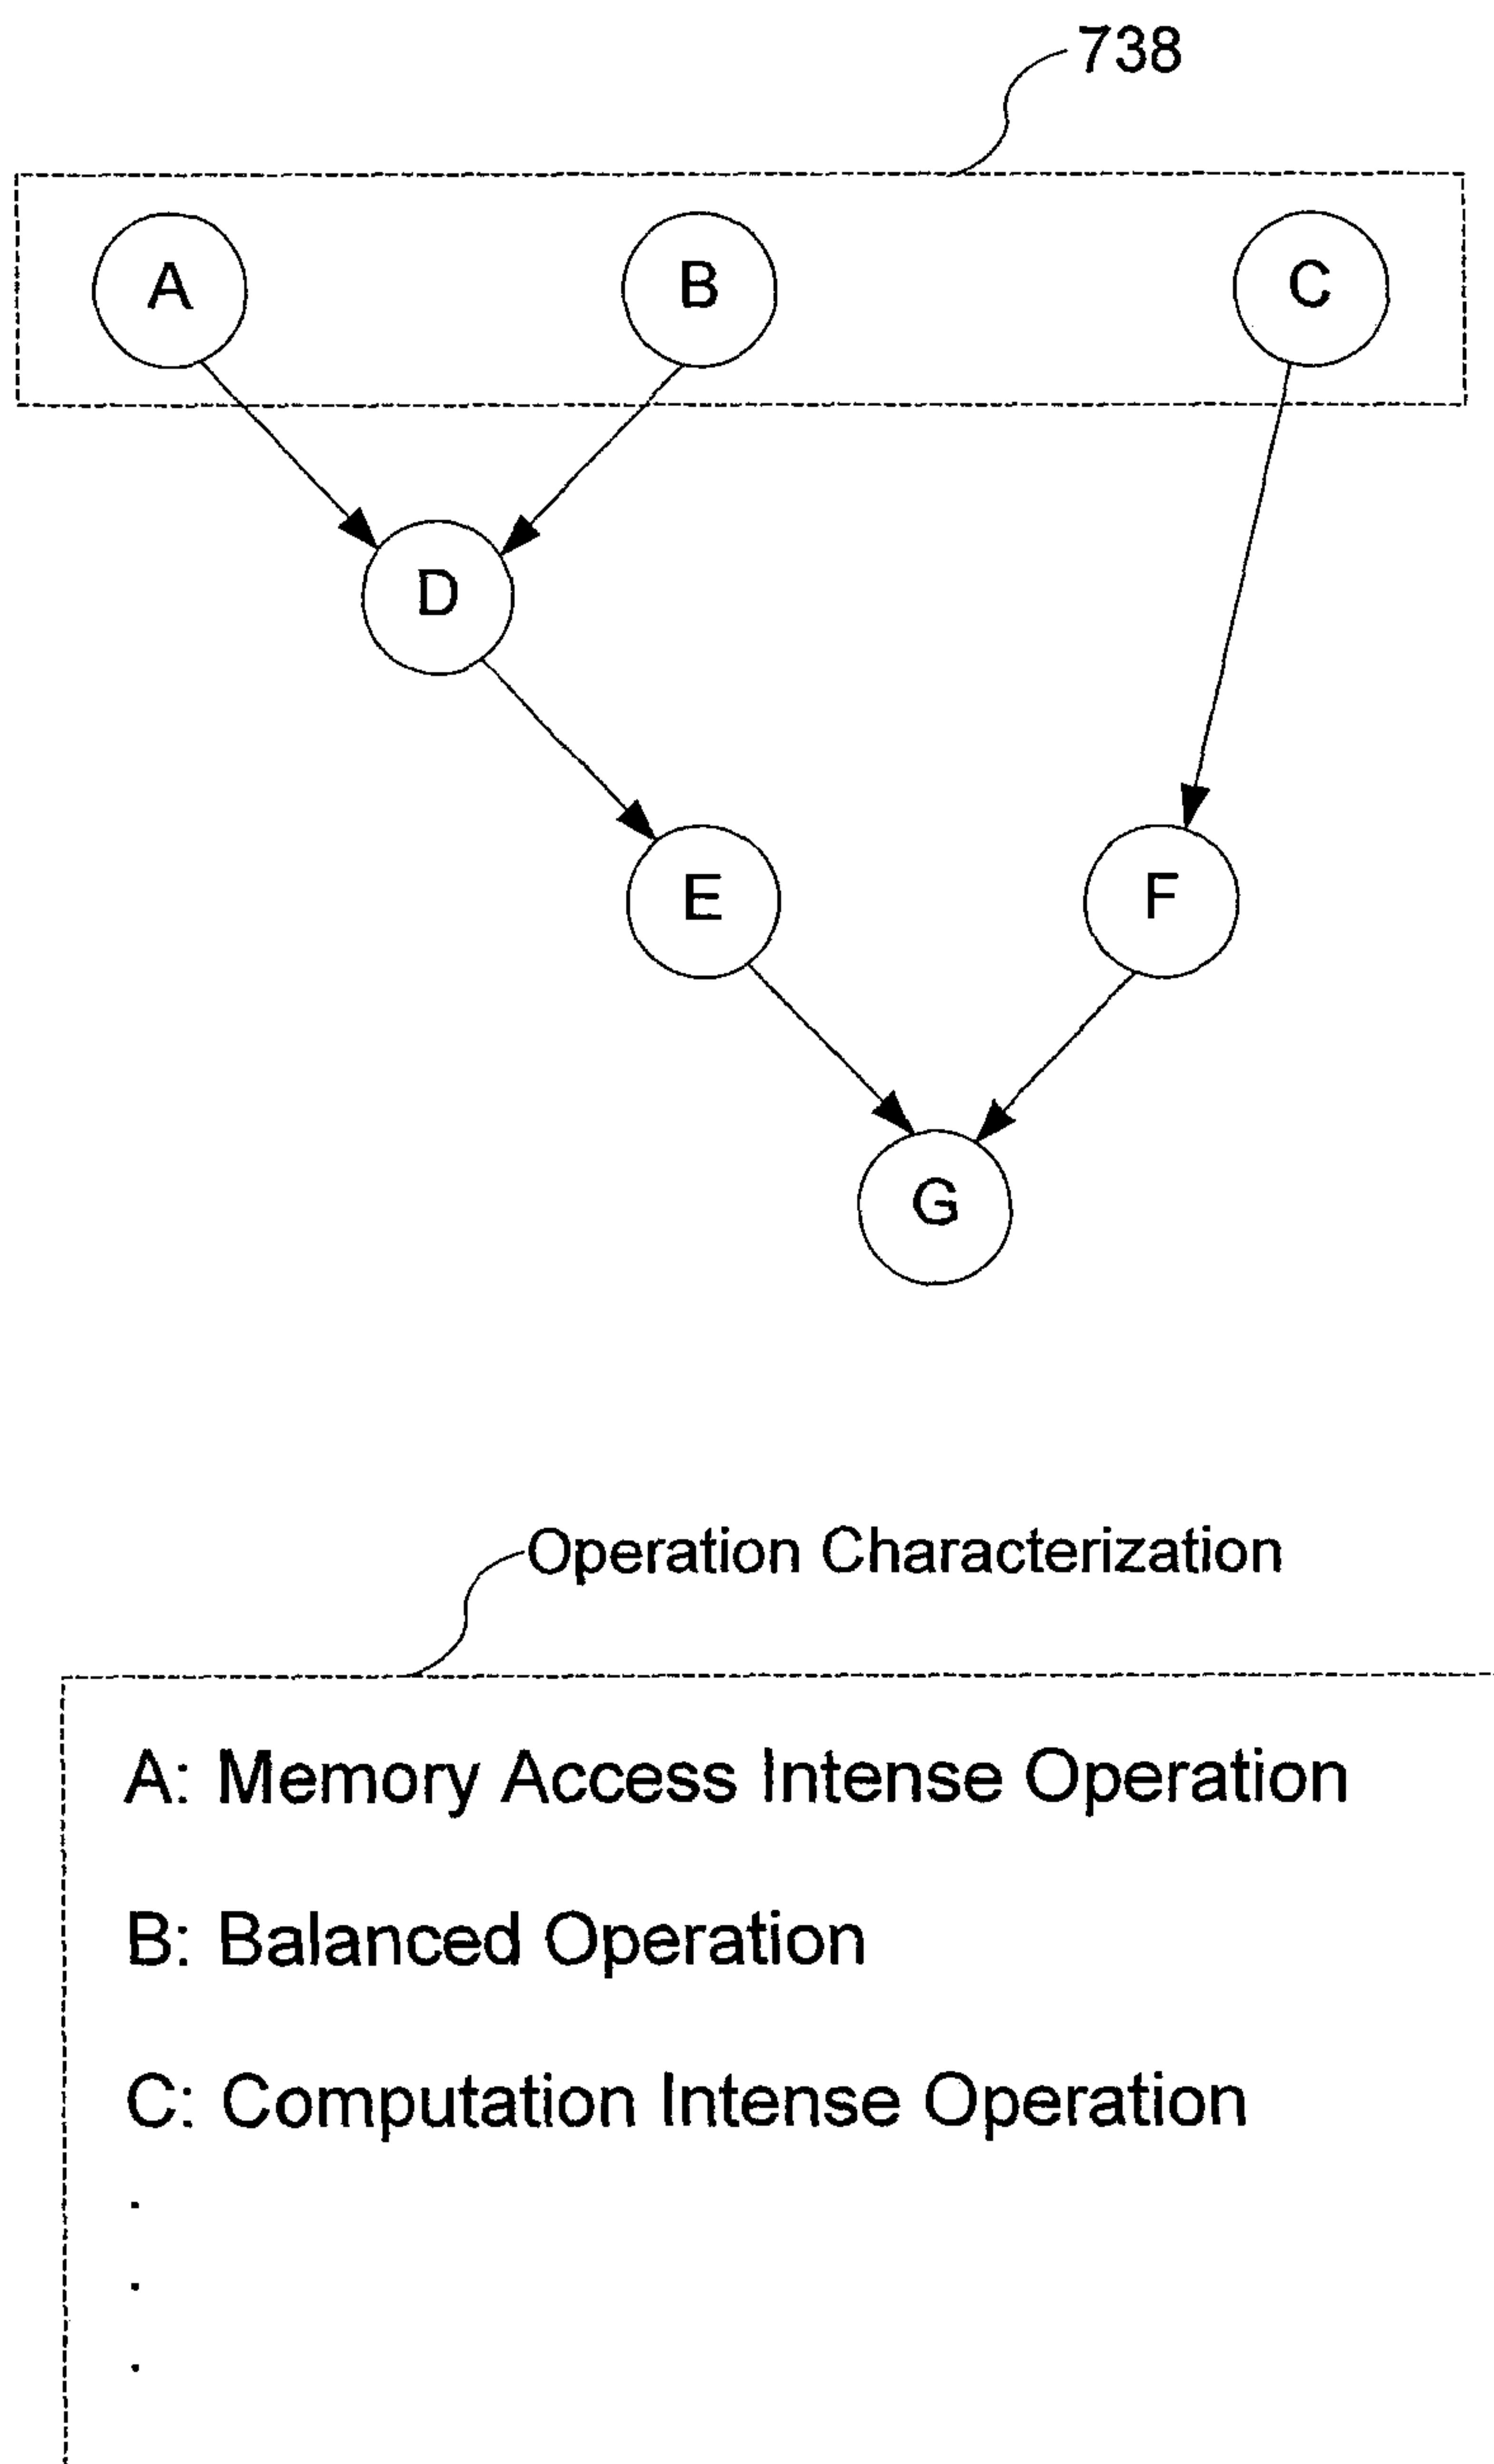 738
A
B
C
D
E
F
G
Operation Characterization
A: Memory Access Intense Operation
B: Balanced Operation
C: Computation Intense Operation
.
.
.